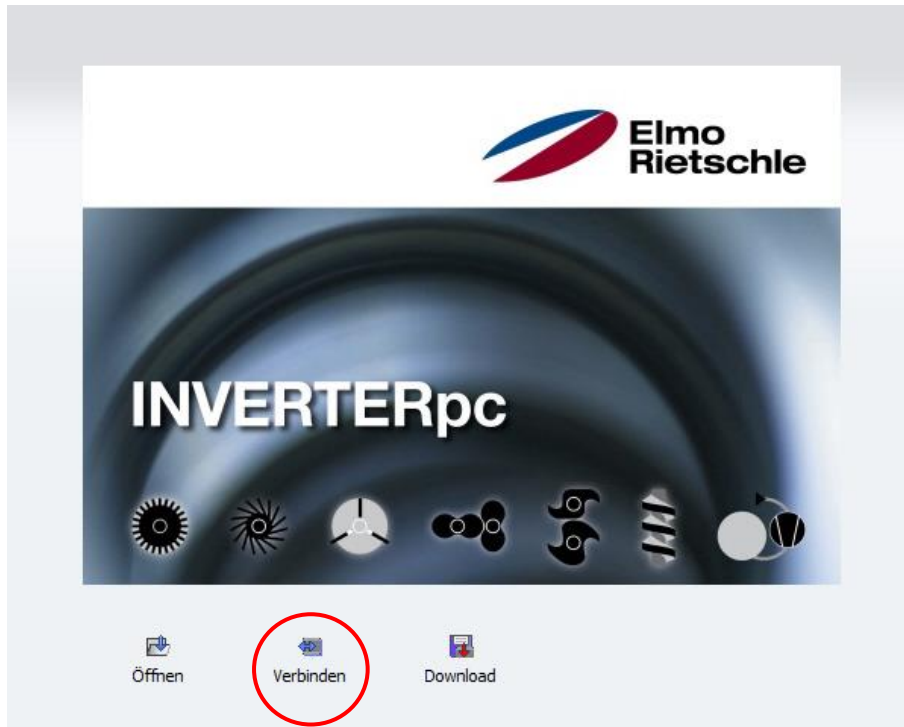 Elmo
Rietschle
INVERTERpc
Öffnen
Verbinden
Download